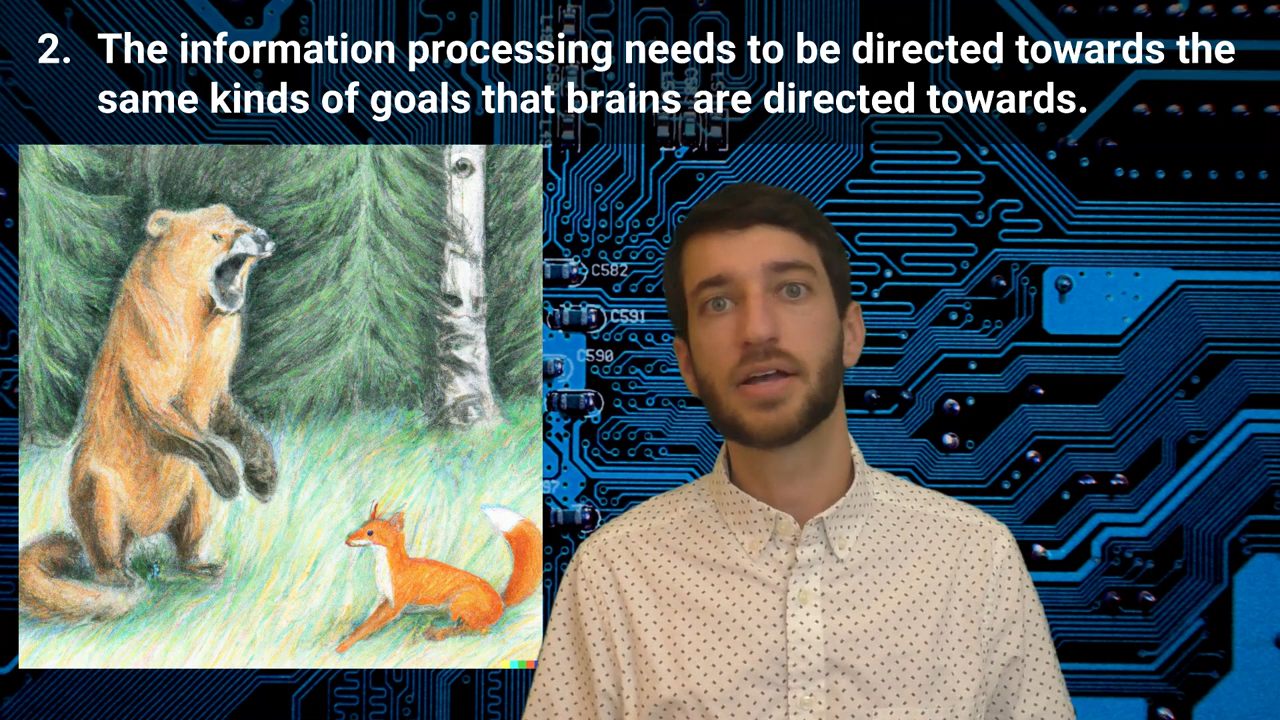 2. The information processing needs to be directed towards the
same kinds of goals that brains are directed towards.
C582
C591
C590